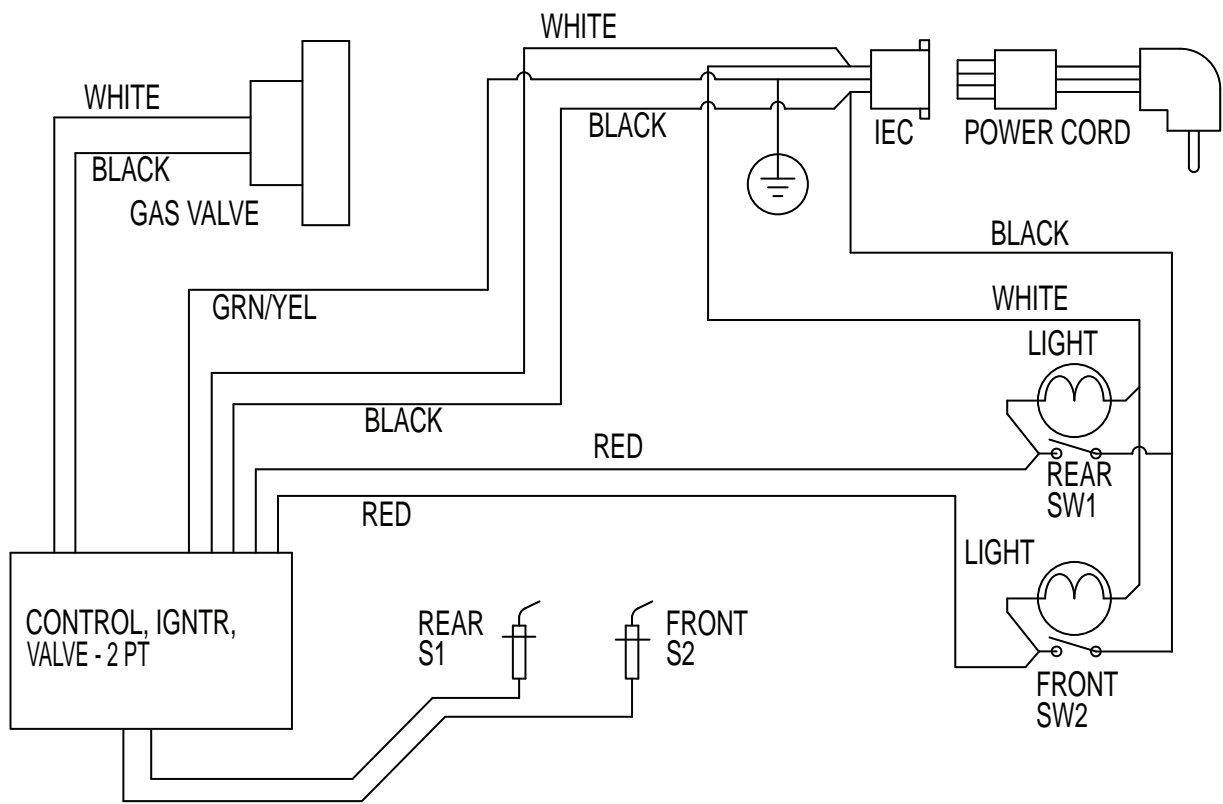 WHITE
WHITE
BLACK
IEC
POWER CORD
BLACK
GAS VALVE
BLACK
WHITE
GRN/YEL
LIGHT
BLACK
RED
REAR
SW1
RED
LIGHT
CONTROL, IGNTR,
VALVE - 2 PT
REAR
S1
FRONT
S2
FRONT
SW2